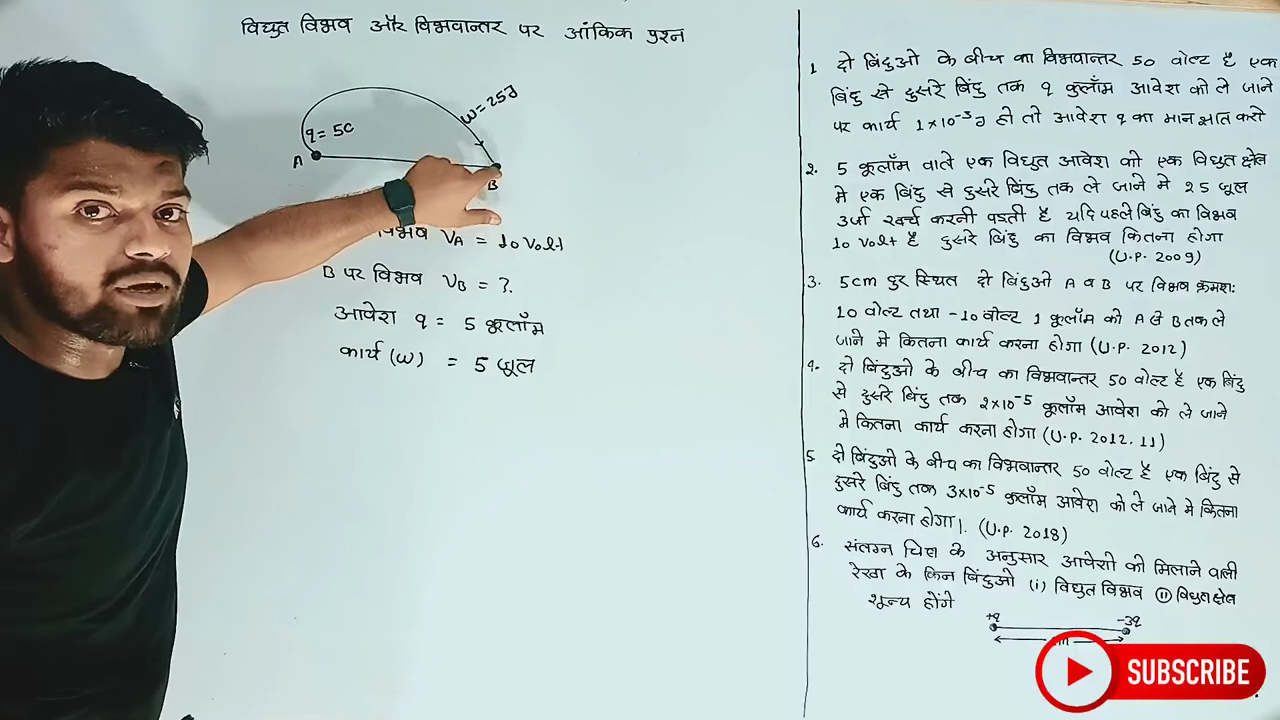 विद्युत विभव और विभवान्तर पर आंकिक प्रश्न
q = 5C
W = 25J
A
B
विभव VA = 10 Volt
B पर विभव VB = ?.
आवेश q = 5 कूलॉम
कार्य (w) = 5 जूल
1 दो बिंदुओ के बीच का विभवान्तर 50 वोल्ट है एक
बिंदु से दुसरे बिंदु तक q कुलॉम आवेश को ले जाने
पर कार्य 1×10⁻³J हो तो आवेश q का मान ज्ञात करो
2. 5 कूलॉम वाले एक विद्युत आवेश को एक विद्युत क्षेत्र
मे एक बिंदु से दुसरे बिंदु तक ले जाने मे 25 जूल
उर्जा खर्च करनी पडती है यदि पहले बिंदु का विभव
10 Volt है दुसरे बिंदु का विभव कितना होगा
(U.P. 2009)
3. 5cm दुर स्थित दो बिंदुओ A व B पर विभव क्रमशः
10 वोल्ट तथा -10 वोल्ट 1 कुलॉम को A से B तक ले
जाने मे कितना कार्य करना होगा (U.P. 2012)
4. दो बिंदुओ के बीच का विभवान्तर 50 वोल्ट है एक बिंदु
से दुसरे बिंदु तक 2×10⁻⁵ कूलॉम आवेश को ले जाने
मे कितना कार्य करना होगा (U.P. 2012, 11)
5. दो बिंदुओ के बीच का विभवान्तर 50 वोल्ट है एक बिंदु से
दुसरे बिंदु तक 3×10⁻⁵ कुलॉम आवेश को ले जाने मे कितना
कार्य करना होगा।. (U.P. 2018)
6. संलग्न चित्र के अनुसार आवेशो को मिलाने वाली
रेखा के किन बिंदुओ (i) विद्युत विभव (ii) विद्युत क्षेत्र
शून्य होंगे
+q -3q
SUBSCRIBE